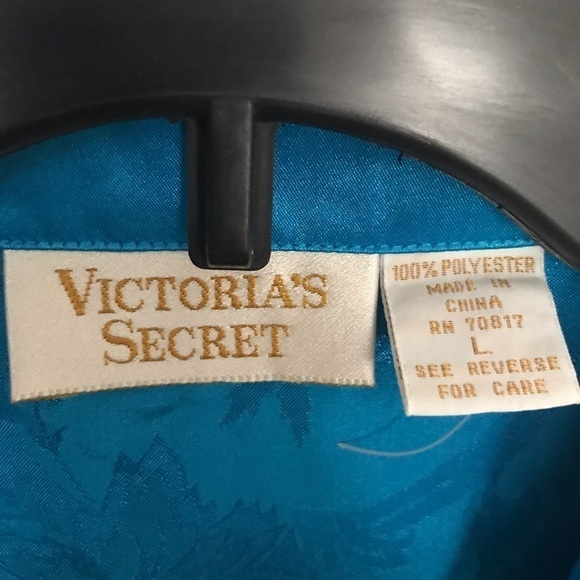 VICTORIA'S
SECRET
100% POLYESTER
MADE IN
CHINA
RN 70817
L
SEE REVERSE
FOR CARE